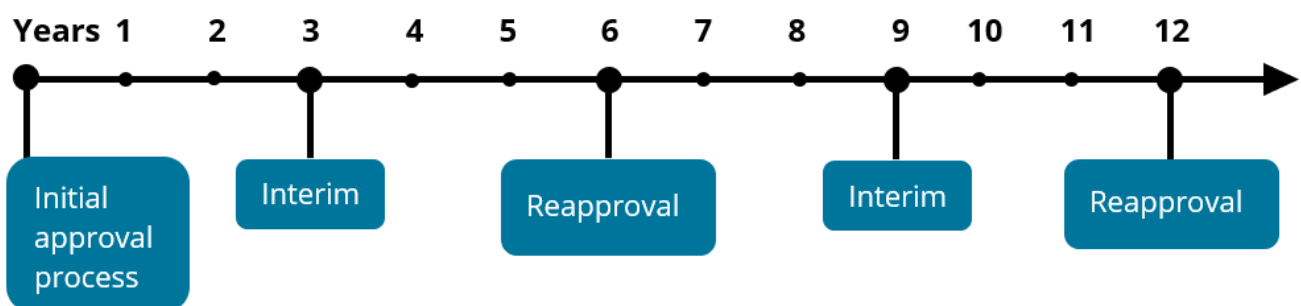 Years 1 2 3 4 5 6 7 8 9 10 11 12
Initial
approval
process
Interim
Reapproval
Interim
Reapproval